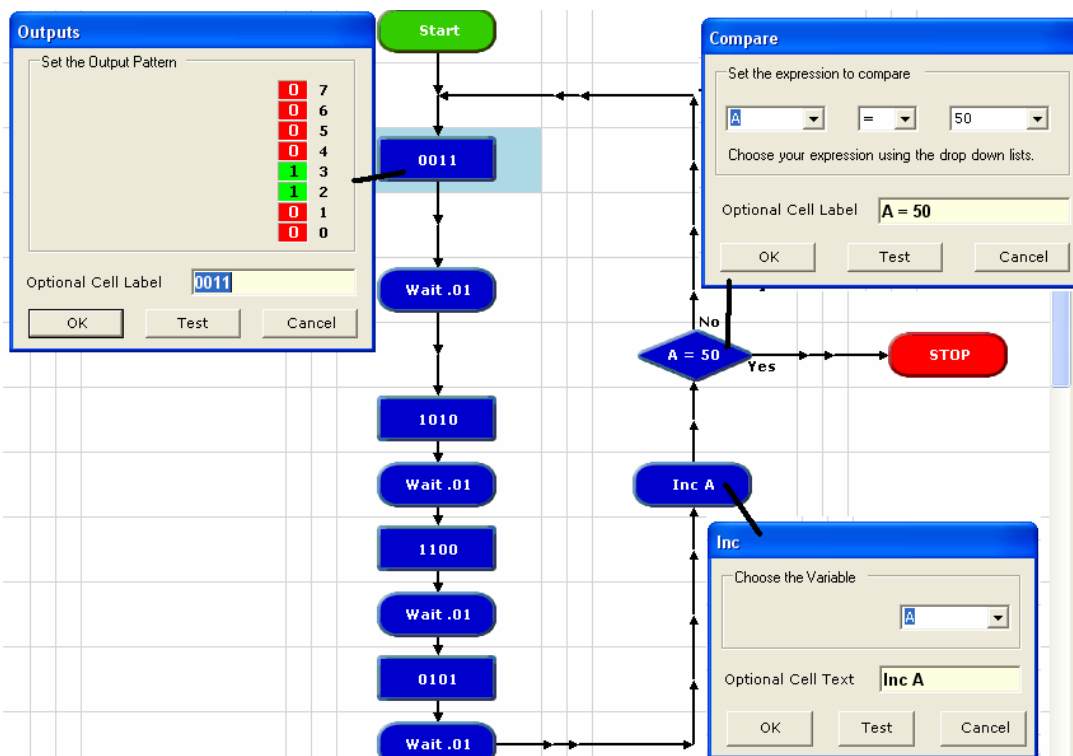 Outputs
Set the Output Pattern
0 7
0 6
0 5
0 4
1 3
1 2
0 1
0 0
Optional Cell Label 0011
OK Test Cancel
Start
0011
Wait .01
1010
Wait .01
1100
Wait .01
0101
Wait .01
Compare
Set the expression to compare
A = 50
Choose your expression using the drop down lists.
Optional Cell Label A = 50
OK Test Cancel
No
A = 50
Yes
STOP
Inc A
Inc
Choose the Variable
A
Optional Cell Text Inc A
OK Test Cancel